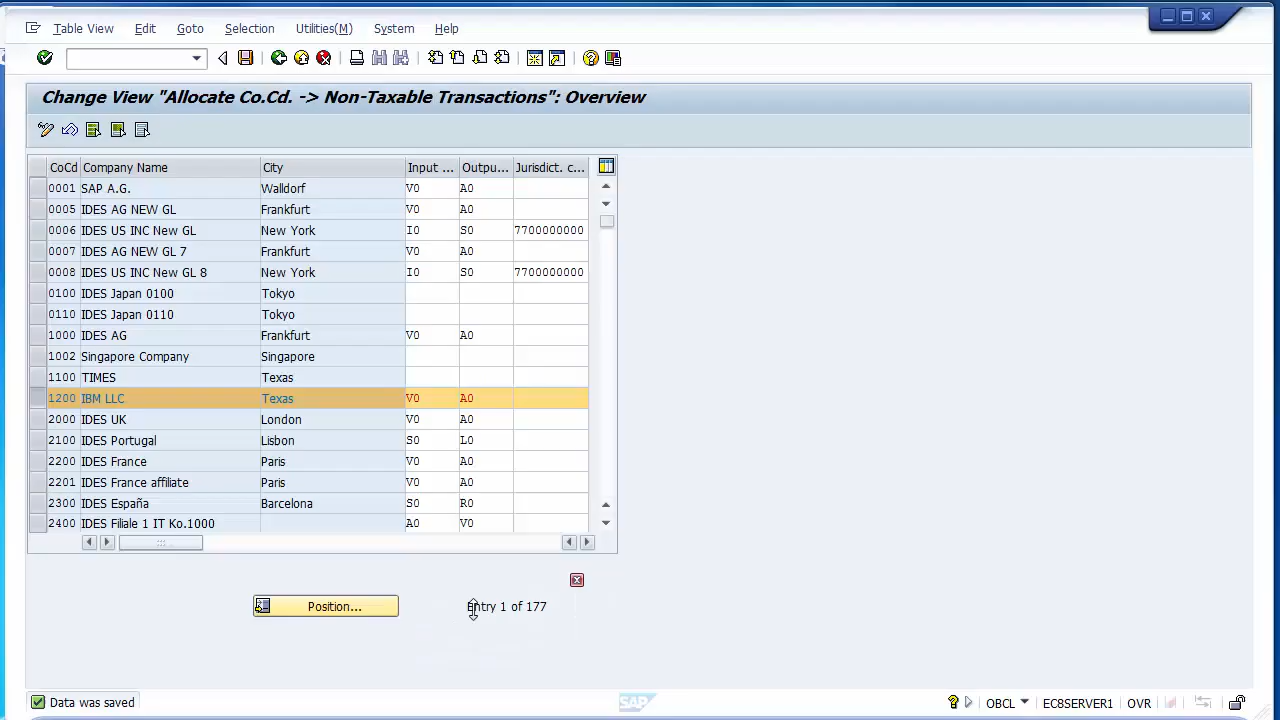 Table View Edit Goto Selection Utilities(M) System Help
Change View "Allocate Co.Cd. -> Non-Taxable Transactions": Overview
CoCd Company Name City Input ... Outpu... Jurisdict. c...
0001 SAP A.G. Walldorf V0 A0
0005 IDES AG NEW GL Frankfurt V0 A0
0006 IDES US INC New GL New York I0 S0 7700000000
0007 IDES AG NEW GL 7 Frankfurt V0 A0
0008 IDES US INC New GL 8 New York I0 S0 7700000000
0100 IDES Japan 0100 Tokyo
0110 IDES Japan 0110 Tokyo
1000 IDES AG Frankfurt V0 A0
1002 Singapore Company Singapore
1100 TIMES Texas
1200 IBM LLC Texas V0 A0
2000 IDES UK London V0 A0
2100 IDES Portugal Lisbon S0 L0
2200 IDES France Paris V0 A0
2201 IDES France affiliate Paris V0 A0
2300 IDES España Barcelona S0 R0
2400 IDES Filiale 1 IT Ko.1000 A0 V0
Position... Entry 1 of 177
Data was saved SAP OBCL EC8SERVER1 OVR